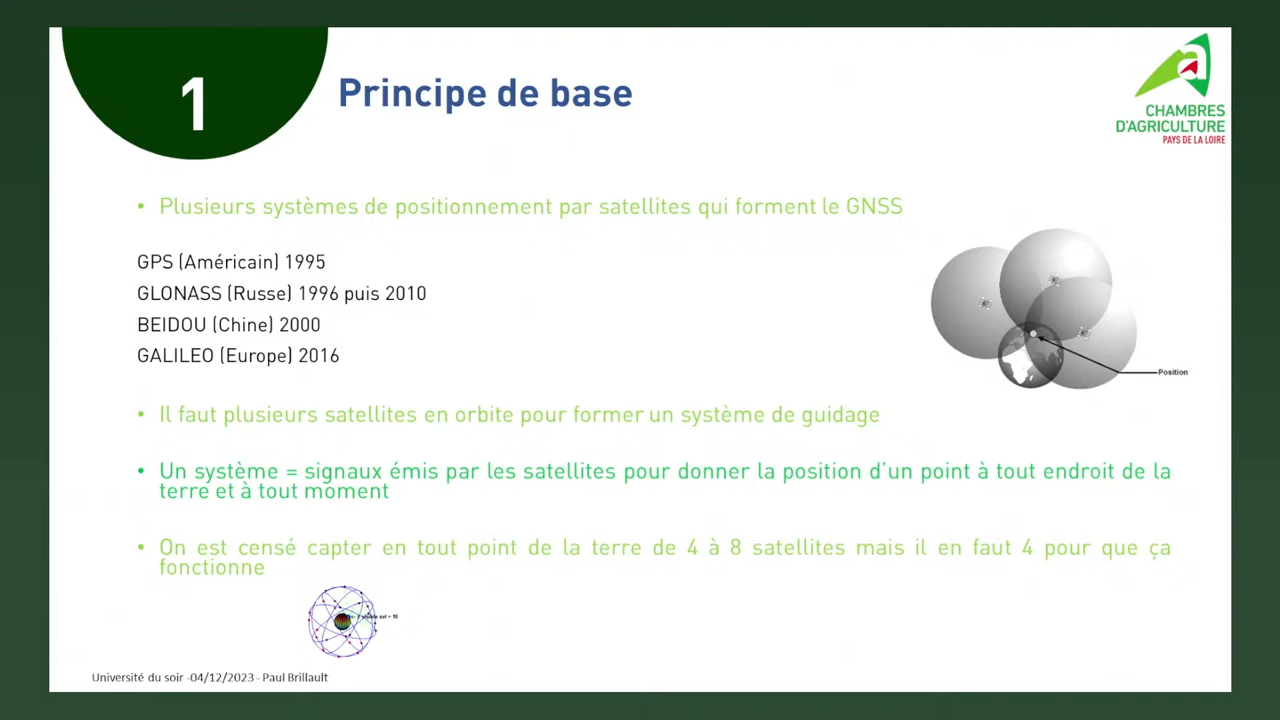 1
Principe de base
CHAMBRES
D'AGRICULTURE
PAYS DE LA LOIRE
• Plusieurs systèmes de positionnement par satellites qui forment le GNSS
GPS (Américain) 1995
GLONASS (Russe) 1996 puis 2010
BEIDOU (Chine) 2000
GALILEO (Europe) 2016
Position
• Il faut plusieurs satellites en orbite pour former un système de guidage
• Un système = signaux émis par les satellites pour donner la position d'un point à tout endroit de la
terre et à tout moment
• On est censé capter en tout point de la terre de 4 à 8 satellites mais il en faut 4 pour que ça
fonctionne
visible sat = 10
Université du soir -04/12/2023 - Paul Brillault